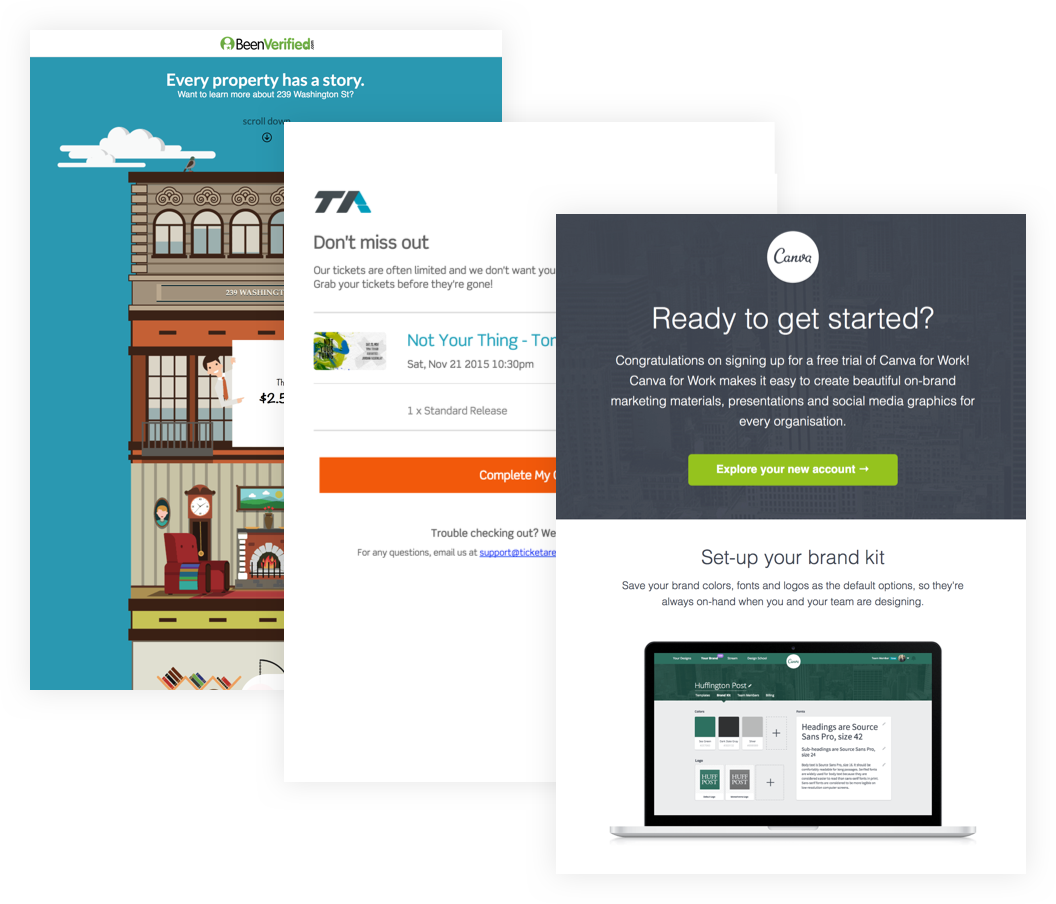 BeenVerified
Every property has a story.
Want to learn more about 239 Washington St?
scroll down
239 WASHINGT
Th
$2.5
TA
Don't miss out
Our tickets are often limited and we don't want you
Grab your tickets before they're gone!
Not Your Thing - Tor
Sat, Nov 21 2015 10:30pm
1 x Standard Release
Complete My
Trouble checking out? We
For any questions, email us at support@ticketare
Canva
Ready to get started?
Congratulations on signing up for a free trial of Canva for Work!
Canva for Work makes it easy to create beautiful on-brand
marketing materials, presentations and social media graphics for
every organisation.
Explore your new account →
Set-up your brand kit
Save your brand colors, fonts and logos as the default options, so they're
always on-hand when you and your team are designing.
Your Designs Your Brand Stream Design School
Canva
Huffington Post
Templates Brand Kit Team Members Billing
Colors
Fonts
Headings are Source
Sans Pro, size 42
Sub-headings are Source Sans Pro,
size 24
Logo
HUFF
POST
HUFF
POST